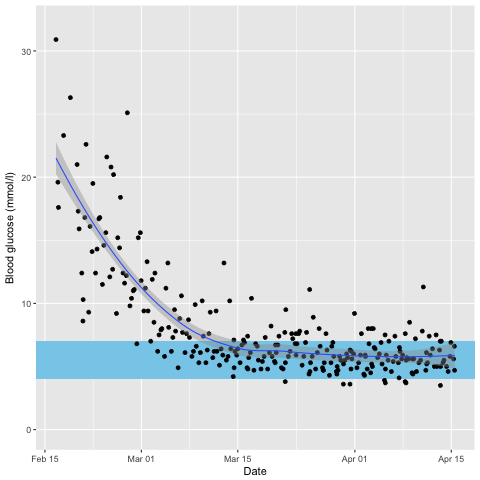 Blood glucose (mmol/l)
30
20
10
0
Feb 15
Mar 01
Mar 15
Apr 01
Apr 15
Date